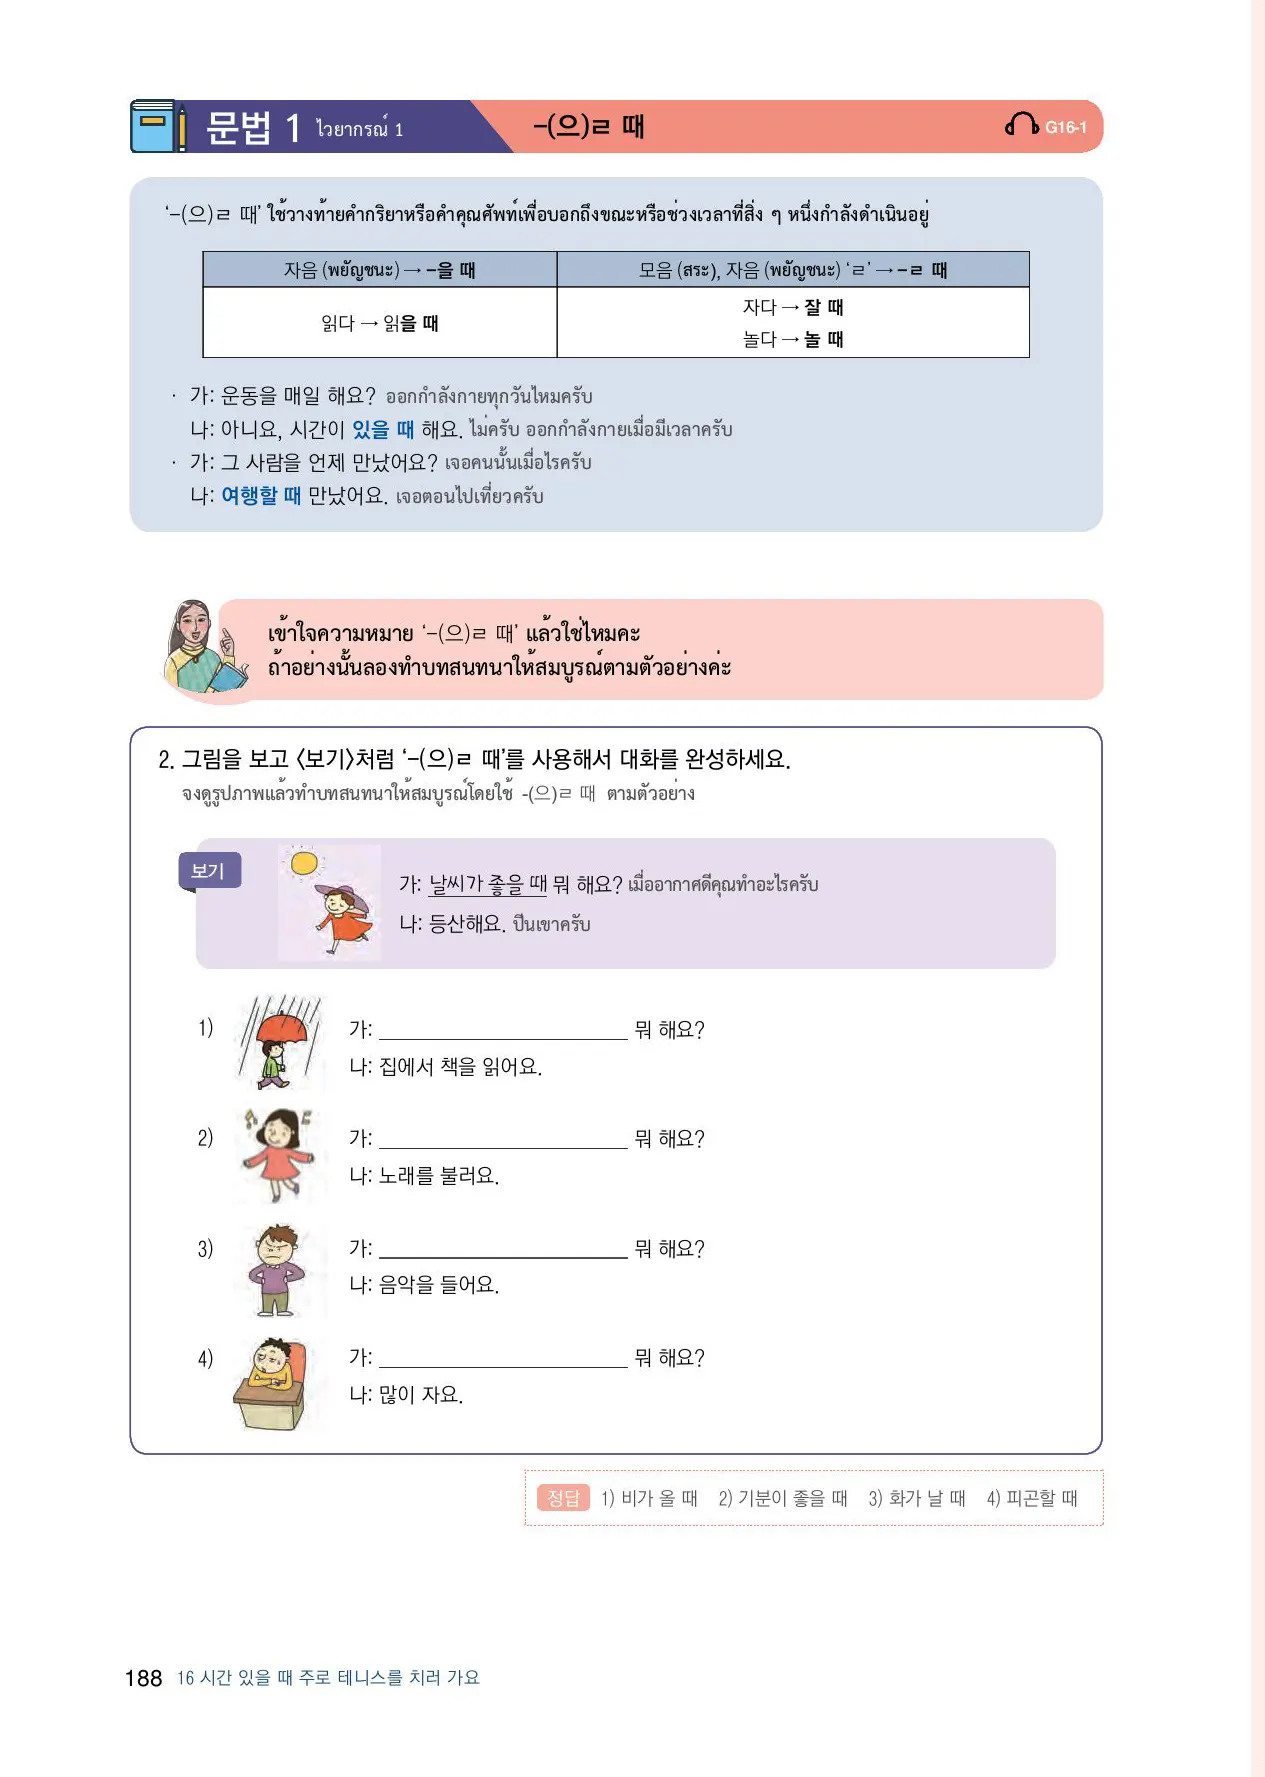 문법 1 ไวยากรณ์ 1
-(으)ㄹ 때
G16-1
‘-(으)ㄹ 때’ ใช้วางท้ายคำกริยาหรือคำคุณศัพท์เพื่อบอกถึงขณะหรือช่วงเวลาที่สิ่ง ๆ หนึ่งกำลังดำเนินอยู่
자음 (พยัญชนะ) → -을 때
모음 (สระ), 자음 (พยัญชนะ) ‘ㄹ’ → -ㄹ 때
읽다 → 읽을 때
자다 → 잘 때
놀다 → 놀 때
· 가: 운동을 매일 해요? ออกกำลังกายทุกวันไหมครับ
나: 아니요, 시간이 있을 때 해요. ไม่ครับ ออกกำลังกายเมื่อมีเวลาครับ
· 가: 그 사람을 언제 만났어요? เจอคนนั้นเมื่อไรครับ
나: 여행할 때 만났어요. เจอตอนไปเที่ยวครับ
เข้าใจความหมาย ‘-(으)ㄹ 때’ แล้วใช่ไหมคะ
ถ้าอย่างนั้นลองทำบทสนทนาให้สมบูรณ์ตามตัวอย่างค่ะ
2. 그림을 보고 〈보기〉처럼 ‘-(으)ㄹ 때’를 사용해서 대화를 완성하세요.
จงดูรูปภาพแล้วทำบทสนทนาให้สมบูรณ์โดยใช้ -(으)ㄹ 때 ตามตัวอย่าง
보기
가: 날씨가 좋을 때 뭐 해요? เมื่ออากาศดีคุณทำอะไรครับ
나: 등산해요. ปีนเขาครับ
1) 가: ____________ 뭐 해요?
나: 집에서 책을 읽어요.
2) 가: ____________ 뭐 해요?
나: 노래를 불러요.
3) 가: ____________ 뭐 해요?
나: 음악을 들어요.
4) 가: ____________ 뭐 해요?
나: 많이 자요.
정답 1) 비가 올 때 2) 기분이 좋을 때 3) 화가 날 때 4) 피곤할 때
188 16 시간 있을 때 주로 테니스를 치러 가요